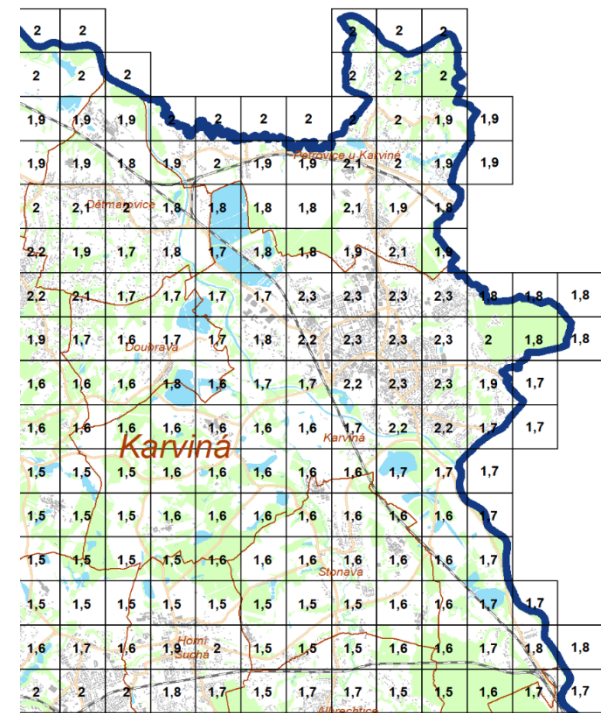 2 2 2 2 2
2 2 2 2 2 2
1,9 1,9 1,9 2 2 2 2 2 2 1,9 1,9
1,9 1,9 1,8 1,9 2 1,9 1,9 2,1 2 1,9 1,9
Petrovice u Karviné
2 2,1 2 1,8 1,8 1,8 1,8 2,1 1,9 1,8
Dětmarovice
2,2 1,9 1,7 1,8 1,7 1,8 1,8 1,9 2,1 1,9
2,2 2,1 1,7 1,7 1,7 1,7 2,3 2,3 2,3 2,3 1,8 1,8 1,8
1,9 1,7 1,6 1,7 1,7 1,8 2,2 2,3 2,3 2,3 2 1,8 1,8
Doubrava
1,6 1,6 1,6 1,8 1,6 1,7 1,7 2,2 2,3 2,3 1,9 1,7
1,6 1,6 1,6 1,6 1,6 1,6 1,6 1,7 2,2 2,2 1,7 1,7
Karviná
Karviná
1,5 1,5 1,5 1,6 1,6 1,6 1,6 1,6 1,7 1,7 1,7
1,5 1,5 1,5 1,6 1,6 1,6 1,6 1,6 1,6 1,6 1,7
1,5 1,5 1,5 1,5 1,6 1,6 1,6 1,6 1,6 1,6 1,7
Stonava
1,5 1,5 1,5 1,5 1,5 1,5 1,5 1,5 1,6 1,6 1,7 1,7
1,6 1,7 1,6 1,9 2 1,5 1,5 1,5 1,6 1,6 1,7 1,8 1,8
Horní
Suchá
2 2 2 1,8 1,7 1,5 1,7 1,7 1,5 1,5 1,6 1,7 1,7
Albrechtice